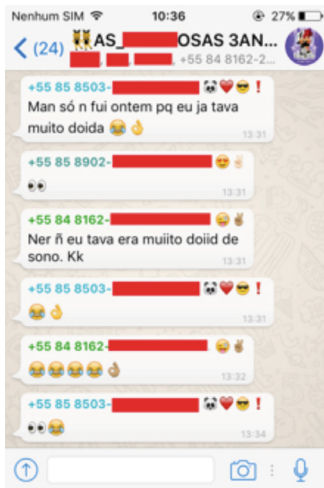 Nenhum SIM 10:36 27%
(24) AS_ OSAS 3AN...
+55 84 8162-2...
+55 85 8503-
Man só n fui ontem pq eu ja tava
muito doida 😂👌
13:31
+55 85 8902-
👀
13:31
+55 84 8162-
Ner ñ eu tava era muiito doiid de
sono. Kk
13:31
+55 85 8503- 🐼❤️😎❗
😂👌
13:31
+55 84 8162-
😂😂😂😂👌
13:32
+55 85 8503- 🐼❤️😎❗
👀😂
13:34